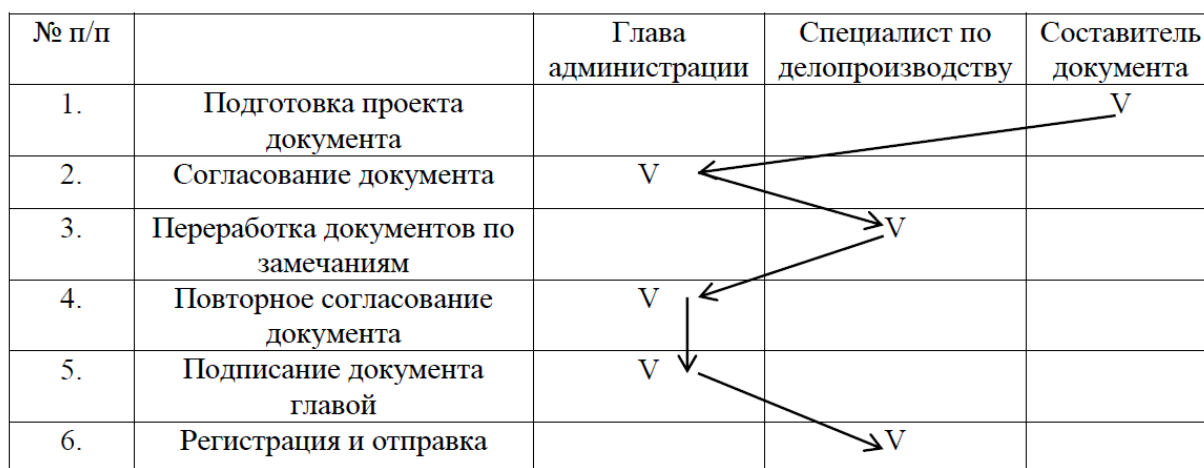 № п/п Глава Специалист по Составитель
администрации делопроизводству документа
1. Подготовка проекта V
документа
2. Согласование документа V
3. Переработка документов по V
замечаниям
4. Повторное согласование V
документа
5. Подписание документа V
главой
6. Регистрация и отправка V